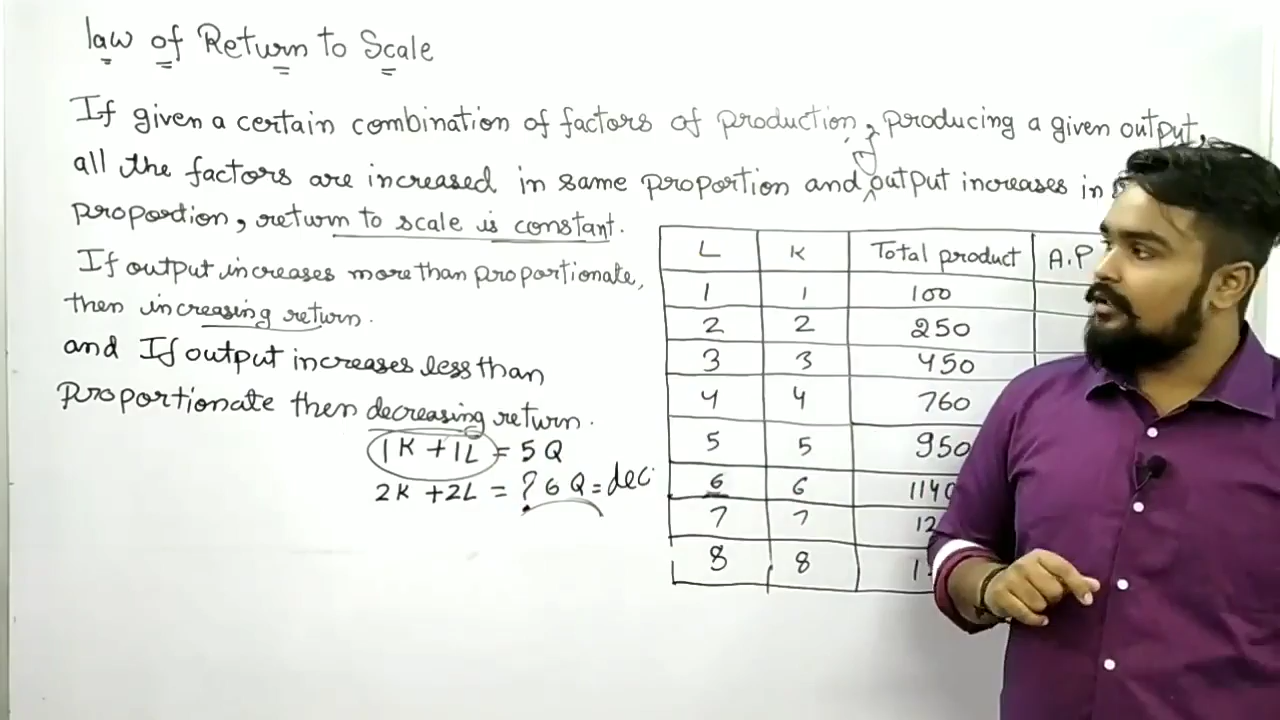 law of Return to Scale
If given a certain combination of factors of production, producing a given output,
all the factors are increased in same proportion and if output increases in
proportion, return to scale is constant.
If output increases more than proportionate,
then increasing return.
and If output increases less than
proportionate then decreasing return.
1K + 1L = 5Q
2K + 2L = ? 6 Q = dec
L K Total product A.P
1 1 100
2 2 250
3 3 450
4 4 760
5 5 950
6 6 1140
7 7
8 8